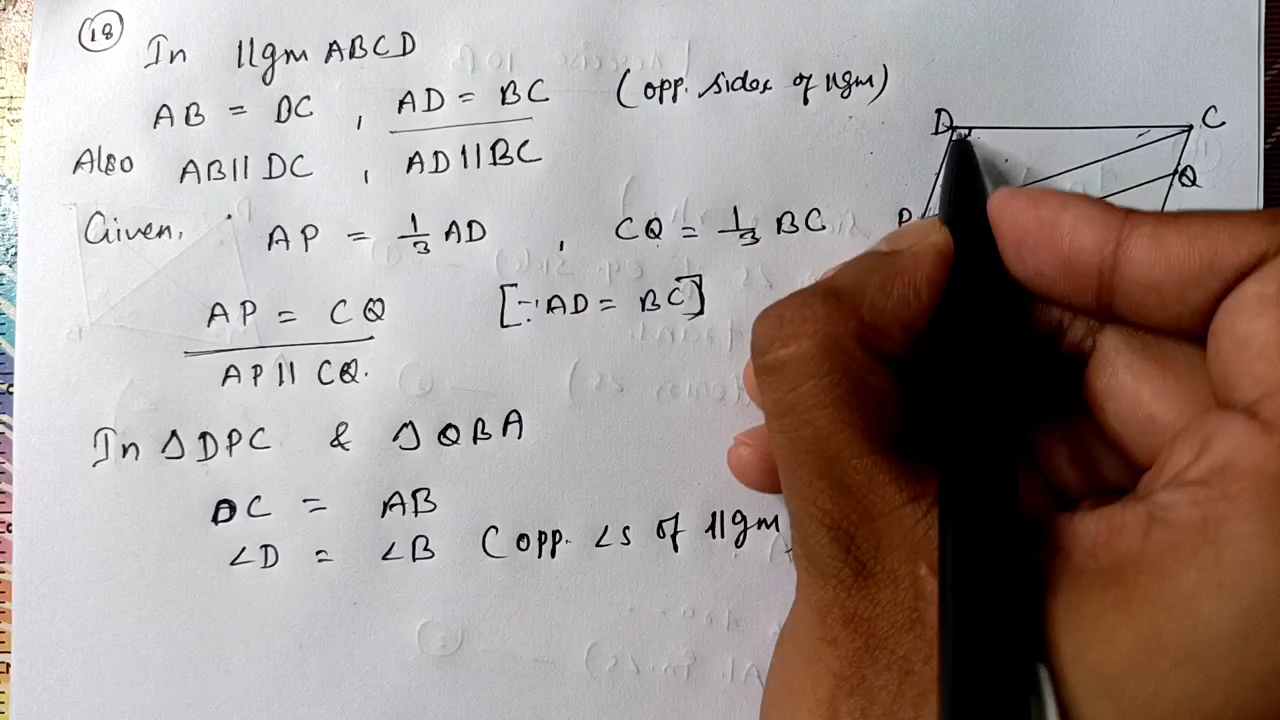 18
In ||gm ABCD
AB = DC , AD = BC (opp. sides of ||gm)
Also AB || DC , AD || BC
Given, AP = 1/3 AD , CQ = 1/3 BC
AP = CQ [∵ AD = BC]
AP || CQ.
In Δ DPC & Δ QBA
DC = AB
∠D = ∠B (opp. ∠s of ||gm
D C
Q
P